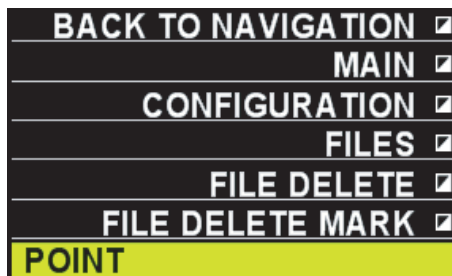 BACK TO NAVIGATION
MAIN
CONFIGURATION
FILES
FILE DELETE
FILE DELETE MARK
POINT